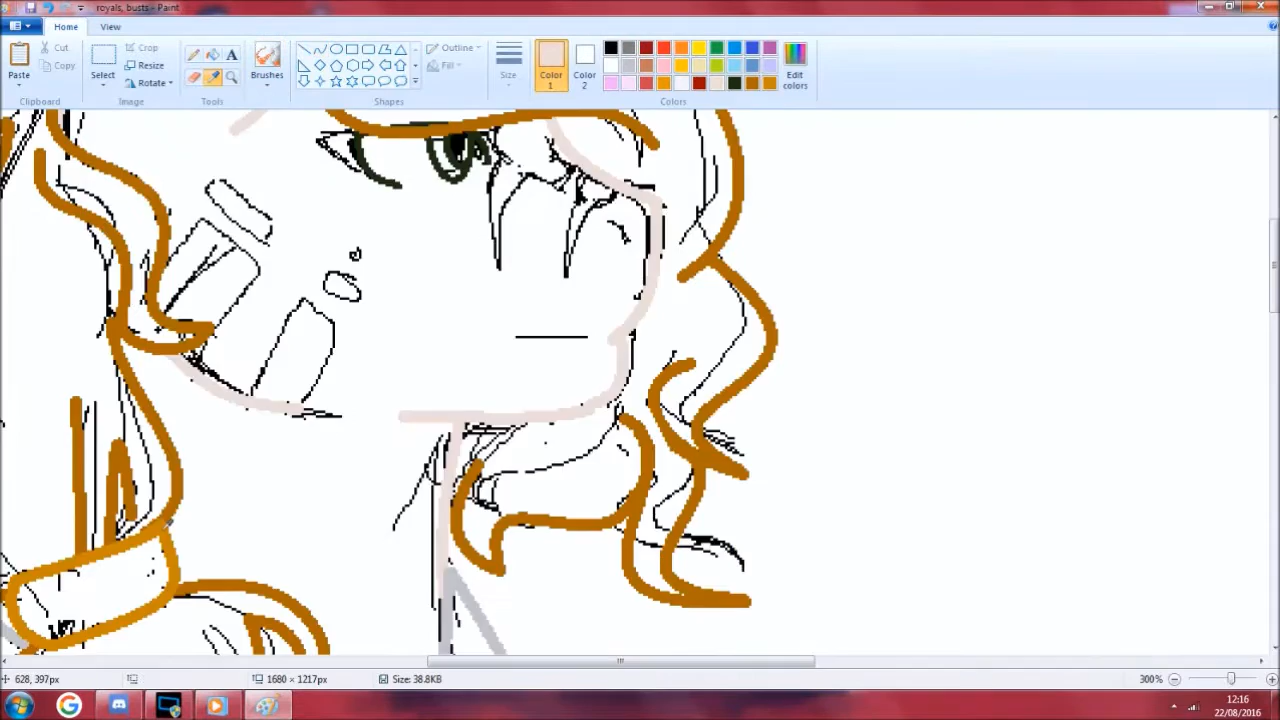 royals, busts - Paint
Home View
Paste
Cut
Copy
Clipboard
Select
Crop
Resize
Rotate
Image
A
Tools
Brushes
Outline
Fill
Shapes
Size
Color 1
Color 2
Edit colors
Colors
628, 397px
1680 × 1217px
Size: 38.8KB
300%
12:16
22/08/2016